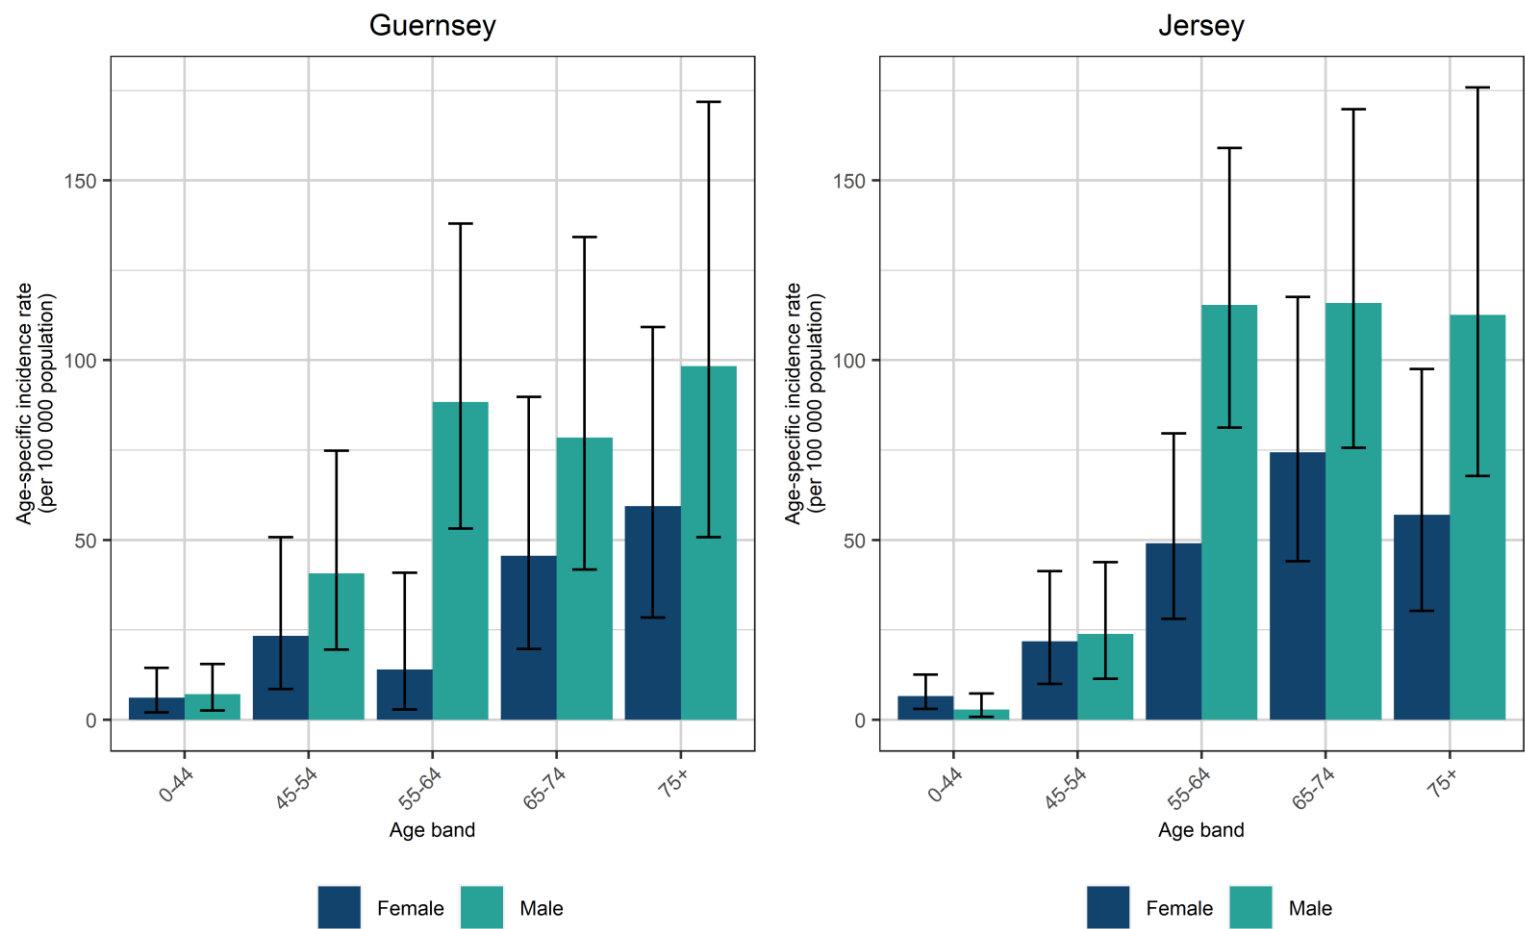 Guernsey
Age-specific incidence rate
(per 100 000 population)
150
100
50
0
0-44
45-54
55-64
65-74
75+
Age band
Female
Male
Jersey
Age-specific incidence rate
(per 100 000 population)
150
100
50
0
0-44
45-54
55-64
65-74
75+
Age band
Female
Male